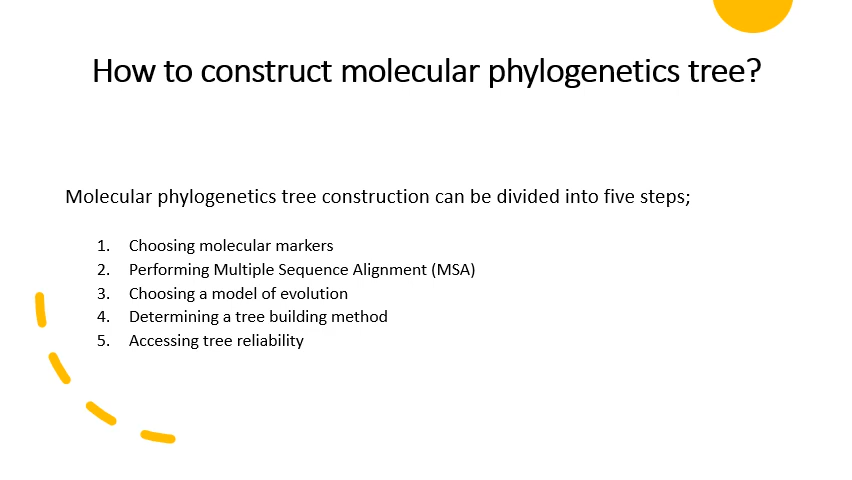 How to construct molecular phylogenetics tree?
Molecular phylogenetics tree construction can be divided into five steps;
1. Choosing molecular markers
2. Performing Multiple Sequence Alignment (MSA)
3. Choosing a model of evolution
4. Determining a tree building method
5. Accessing tree reliability